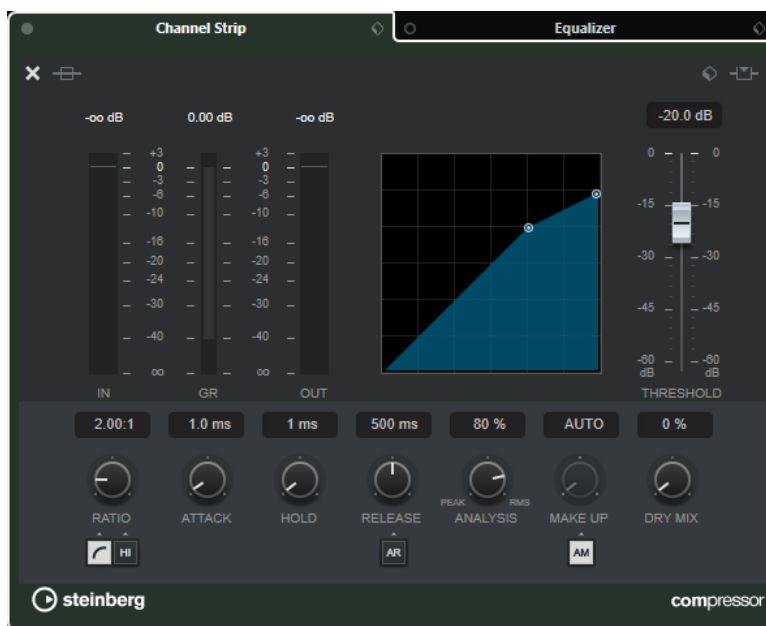 Channel Strip Equalizer
-oo dB 0.00 dB -oo dB -20.0 dB
+3 +3
0 0 0 0
-3 -3
-6 -6
-10 -10
-15 -15
-16 -16
-20 -20
-24 -24
-30 -30
-30 -30
-45 -45
-40 -40
-60 -60
∞ ∞ dB dB
IN GR OUT THRESHOLD
2.00:1 1.0 ms 1 ms 500 ms 80 % AUTO 0 %
PEAK RMS
RATIO ATTACK HOLD RELEASE ANALYSIS MAKE UP DRY MIX
HI AR AM
steinberg compressor